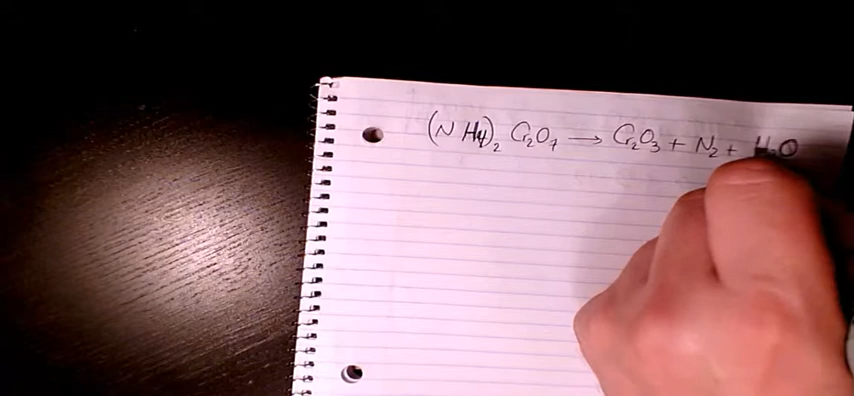 (NH₄)₂ Cr₂O₇ → Cr₂O₃ + N₂ + H₂O